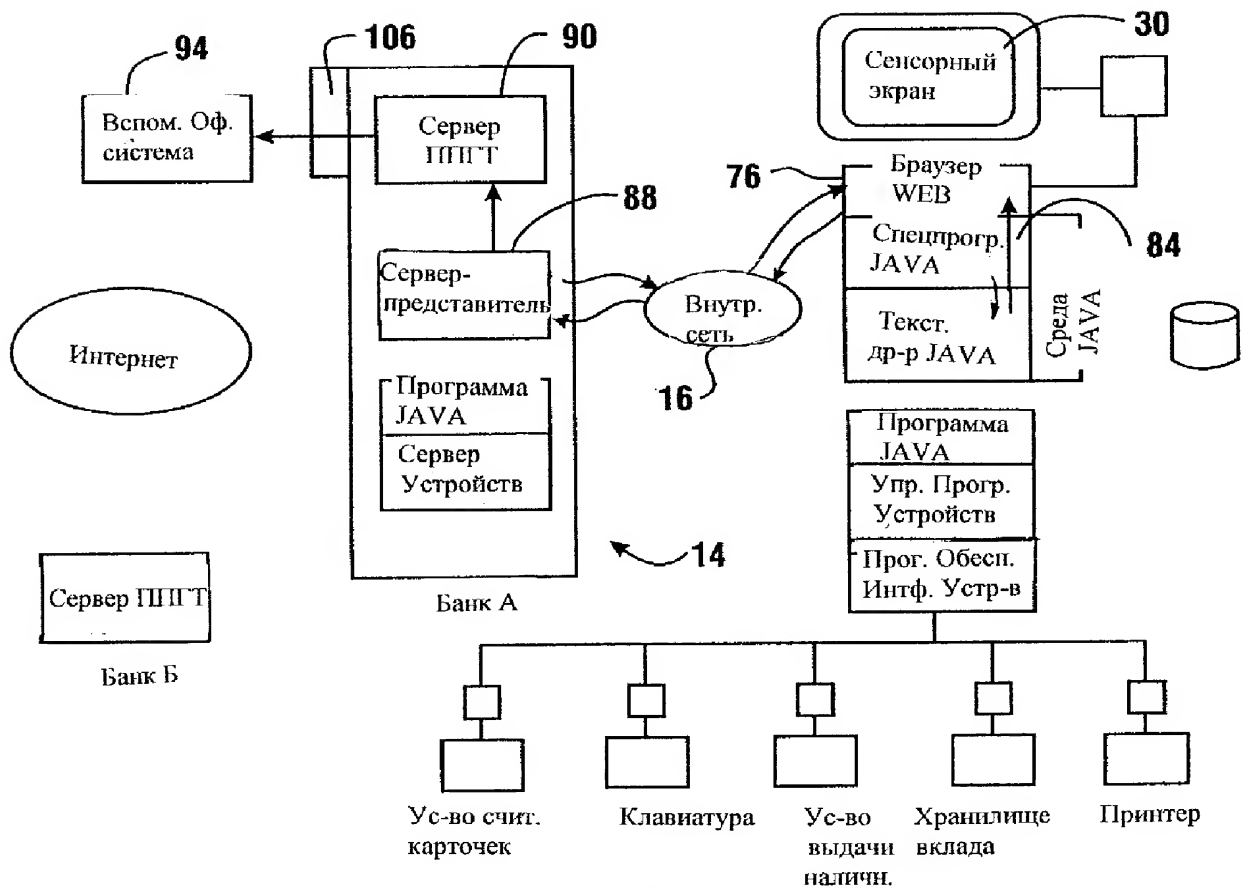 94
106
90
30
Вспом. Оф.
система
Сервер
ППГТ
Сенсорный
экран
76
Браузер
WEB
88
Спецпрогр.
JAVA
84
Сервер-
представитель
Внутр.
сеть
16
Текст.
др-р JAVA
Среда
JAVA
Интернет
Программа
JAVA
Сервер
Устройств
Программа
JAVA
Упр. Прогр.
Устройств
Прог. Обесп.
Интф. Устр-в
14
Банк А
Сервер ППГТ
Банк Б
Ус-во счит.
карточек
Клавиатура
Ус-во
выдачи
наличн.
Хранилище
вклада
Принтер